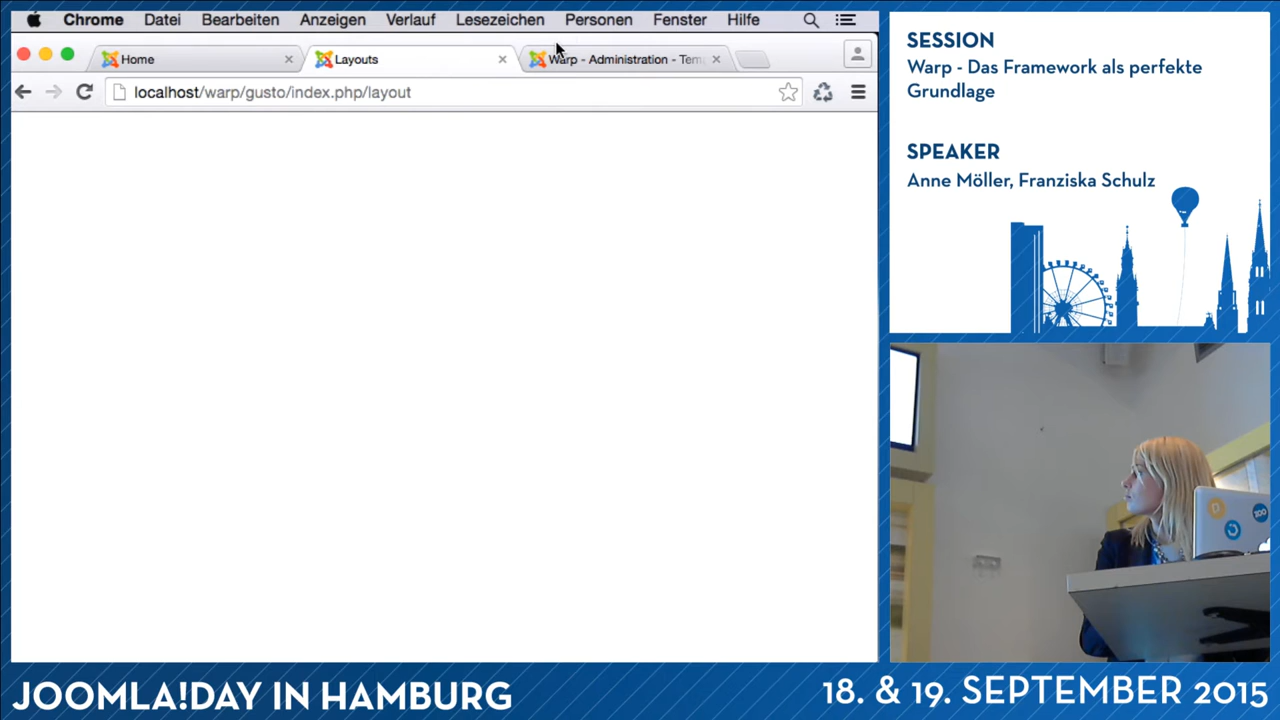 Chrome Datei Bearbeiten Anzeigen Verlauf Lesezeichen Personen Fenster Hilfe
Home Layouts Warp - Administration - Tem
localhost/warp/gusto/index.php/layout
SESSION
Warp - Das Framework als perfekte
Grundlage
SPEAKER
Anne Möller, Franziska Schulz
ZOO
JOOMLA!DAY IN HAMBURG
18. & 19. SEPTEMBER 2015